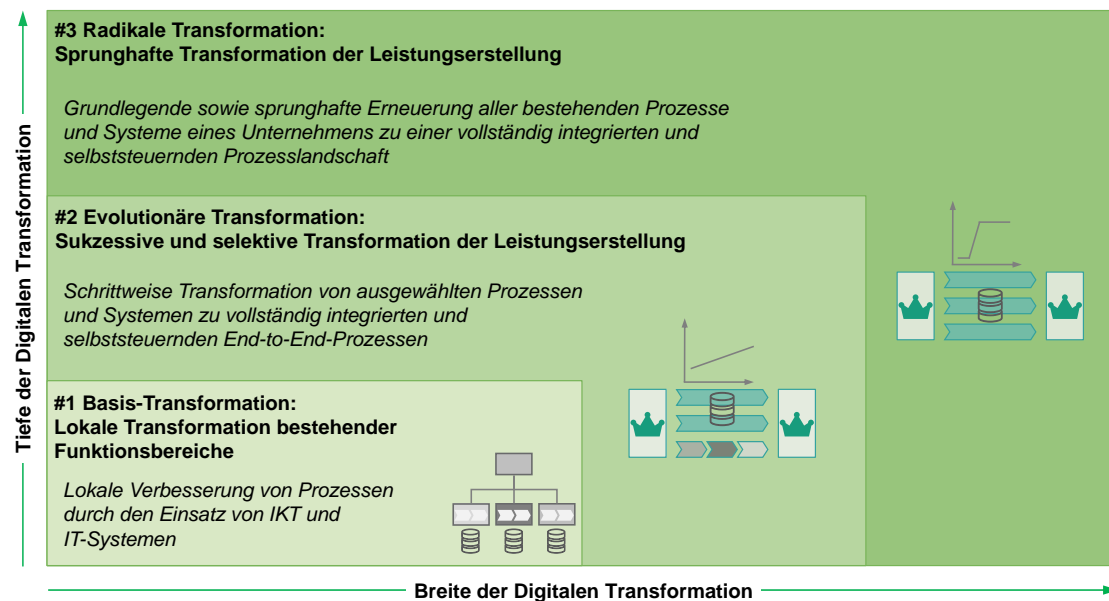 #3 Radikale Transformation:
Sprunghafte Transformation der Leistungserstellung
Grundlegende sowie sprunghafte Erneuerung aller bestehenden Prozesse
und Systeme eines Unternehmens zu einer vollständig integrierten und
selbststeuernden Prozesslandschaft
#2 Evolutionäre Transformation:
Sukzessive und selektive Transformation der Leistungserstellung
Schrittweise Transformation von ausgewählten Prozessen
und Systemen zu vollständig integrierten und
selbststeuernden End-to-End-Prozessen
#1 Basis-Transformation:
Lokale Transformation bestehender
Funktionsbereiche
Lokale Verbesserung von Prozessen
durch den Einsatz von IKT und
IT-Systemen
Tiefe der Digitalen Transformation
Breite der Digitalen Transformation